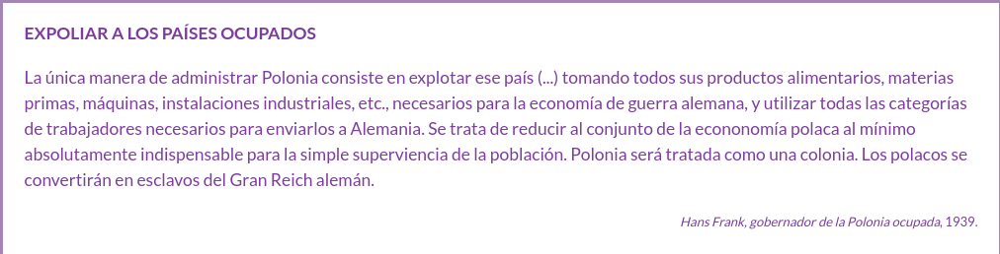 EXPOLIAR A LOS PAÍSES OCUPADOS
La única manera de administrar Polonia consiste en explotar ese país (...) tomando todos sus productos alimentarios, materias
primas, máquinas, instalaciones industriales, etc., necesarios para la economía de guerra alemana, y utilizar todas las categorías
de trabajadores necesarios para enviarlos a Alemania. Se trata de reducir al conjunto de la econonomía polaca al mínimo
absolutamente indispensable para la simple superviencia de la población. Polonia será tratada como una colonia. Los polacos se
convertirán en esclavos del Gran Reich alemán.
Hans Frank, gobernador de la Polonia ocupada, 1939.